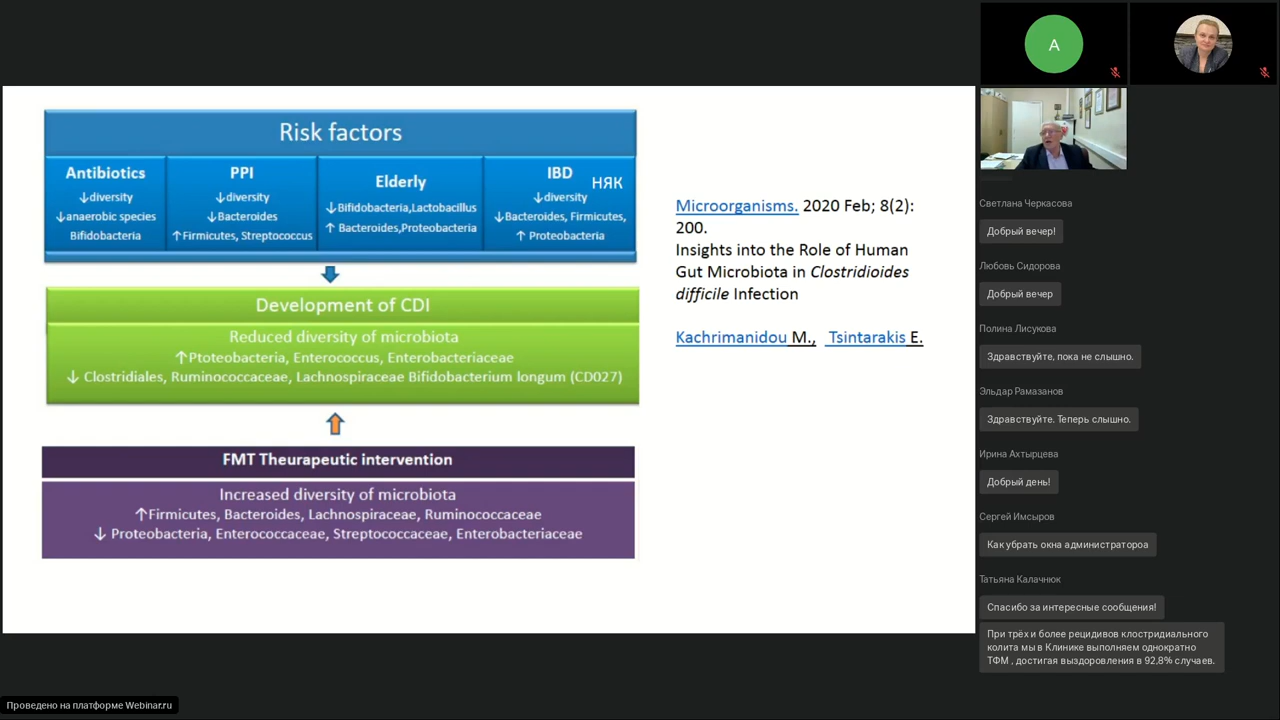 Risk factors
Antibiotics
↓diversity
↓anaerobic species
Bifidobacteria
PPI
↓diversity
↓Bacteroides
↑Firmicutes, Streptococcus
Elderly
↓Bifidobacteria,Lactobacillus
↑ Bacteroides,Proteobacteria
IBD НЯК
↓diversity
↓Bacteroides, Firmicutes,
↑ Proteobacteria
Development of CDI
Reduced diversity of microbiota
↑Ptoteobacteria, Enterococcus, Enterobacteriaceae
↓ Clostridiales, Ruminococcaceae, Lachnospiraceae Bifidobacterium longum (CD027)
FMT Theurapeutic intervention
Increased diversity of microbiota
↑Firmicutes, Bacteroides, Lachnospiraceae, Ruminococcaceae
↓ Proteobacteria, Enterococcaceae, Streptococcaceae, Enterobacteriaceae
Microorganisms. 2020 Feb; 8(2):
200.
Insights into the Role of Human
Gut Microbiota in Clostridioides
difficile Infection
Kachrimanidou M., Tsintarakis E.
A
Светлана Черкасова
Добрый вечер!
Любовь Сидорова
Добрый вечер
Полина Лисукова
Здравствуйте, пока не слышно.
Эльдар Рамазанов
Здравствуйте. Теперь слышно.
Ирина Ахтырцева
Добрый день!
Сергей Имсыров
Как убрать окна администратороа
Татьяна Калачнюк
Спасибо за интересные сообщения!
При трёх и более рецидивов клостридиального
колита мы в Клинике выполняем однократно
ТФМ , достигая выздоровления в 92,8% случаев.
Проведено на платформе Webinar.ru